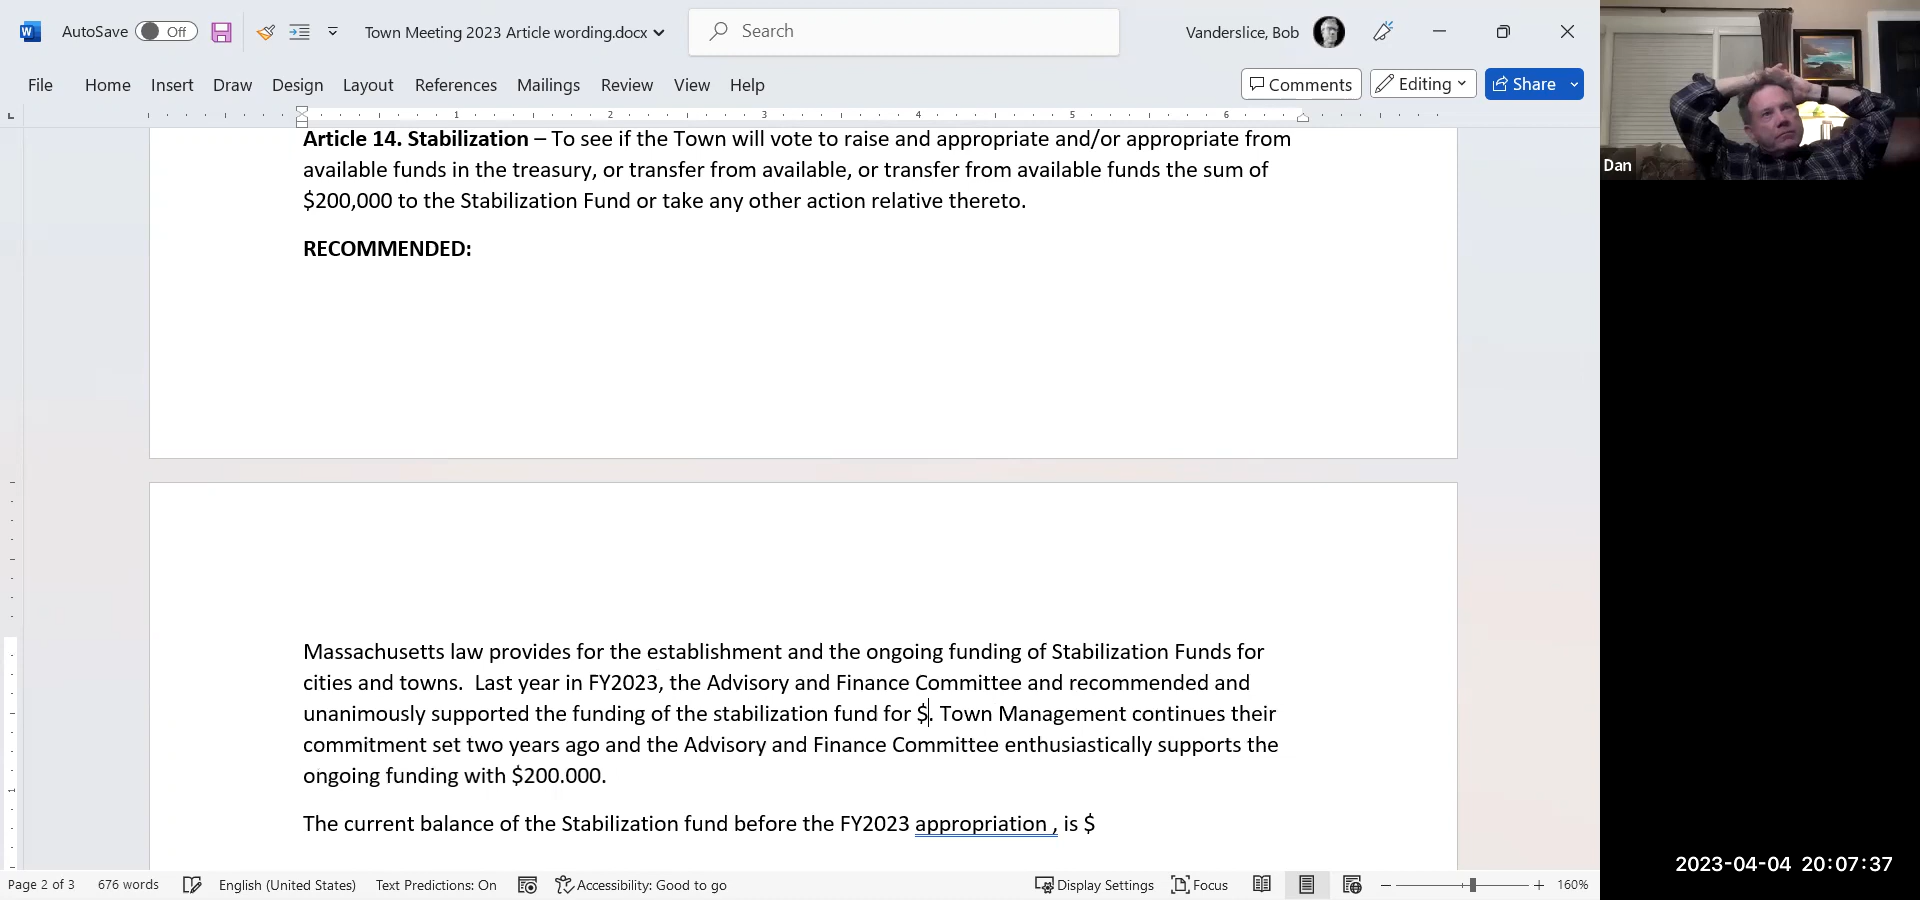 AutoSave Off Town Meeting 2023 Article wording.docx Search Vanderslice, Bob
File Home Insert Draw Design Layout References Mailings Review View Help Comments Editing Share
1 2 3 4 5 6
Article 14. Stabilization – To see if the Town will vote to raise and appropriate and/or appropriate from
available funds in the treasury, or transfer from available, or transfer from available funds the sum of
$200,000 to the Stabilization Fund or take any other action relative thereto.
RECOMMENDED:
Massachusetts law provides for the establishment and the ongoing funding of Stabilization Funds for
cities and towns.  Last year in FY2023, the Advisory and Finance Committee and recommended and
unanimously supported the funding of the stabilization fund for $. Town Management continues their
commitment set two years ago and the Advisory and Finance Committee enthusiastically supports the
ongoing funding with $200.000.
The current balance of the Stabilization fund before the FY2023 appropriation , is $
1
Page 2 of 3 676 words English (United States) Text Predictions: On Accessibility: Good to go Display Settings Focus 160%
Dan
2023-04-04 20:07:37